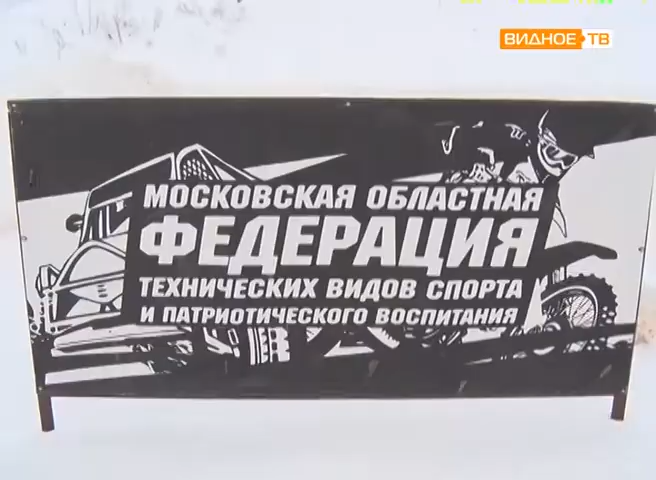 ВИДНОЕ ТВ
МОСКОВСКАЯ ОБЛАСТНАЯ
ФЕДЕРАЦИЯ
ТЕХНИЧЕСКИХ ВИДОВ СПОРТА
И ПАТРИОТИЧЕСКОГО ВОСПИТАНИЯ